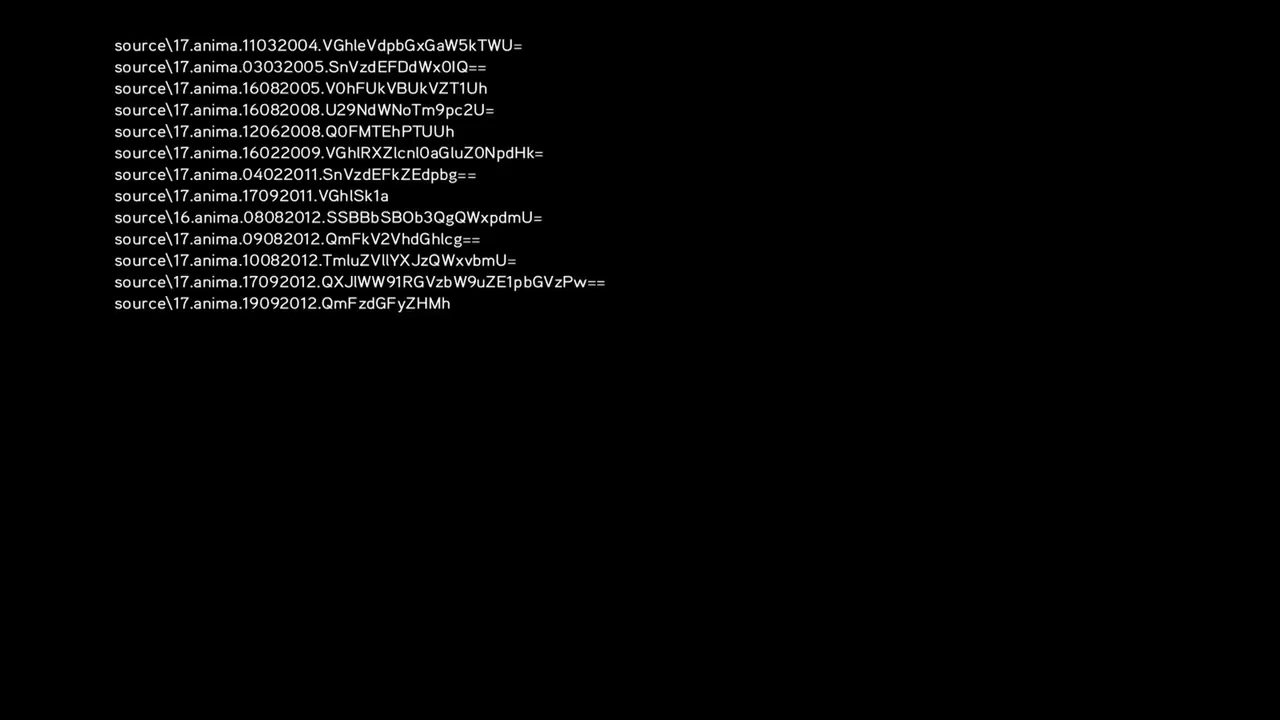 source\17.anima.11032004.VGhleVdpbGxGaW5kTWU=
source\17.anima.03032005.SnVzdEFDdWx0IQ==
source\17.anima.16082005.V0hFUkVBUkVZT1Uh
source\17.anima.16082008.U29NdWNoTm9pc2U=
source\17.anima.12062008.Q0FMTEhPTUUh
source\17.anima.16022009.VGhlRXZlcnl0aGluZ0NpdHk=
source\17.anima.04022011.SnVzdEFkZEdpbg==
source\17.anima.17092011.VGhlSk1a
source\16.anima.08082012.SSBBbSBOb3QgQWxpdmU=
source\17.anima.09082012.QmFkV2VhdGhlcg==
source\17.anima.10082012.TmluZVllYXJzQWxvbmU=
source\17.anima.17092012.QXJlWW91RGVzbW9uZE1pbGVzPw==
source\17.anima.19092012.QmFzdGFyZHMh